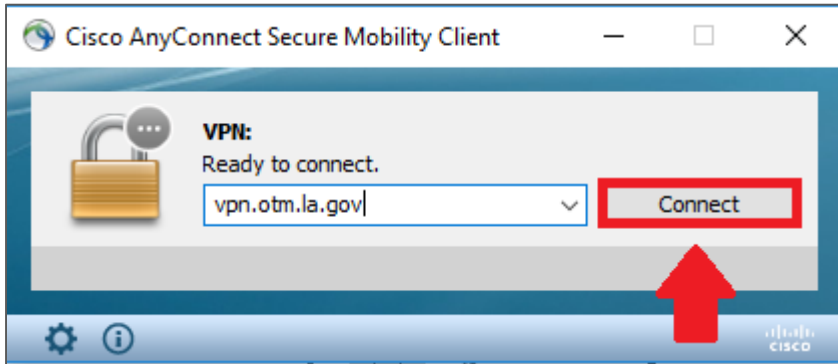 Cisco AnyConnect Secure Mobility Client
VPN:
Ready to connect.
vpn.otm.la.gov
Connect
cisco